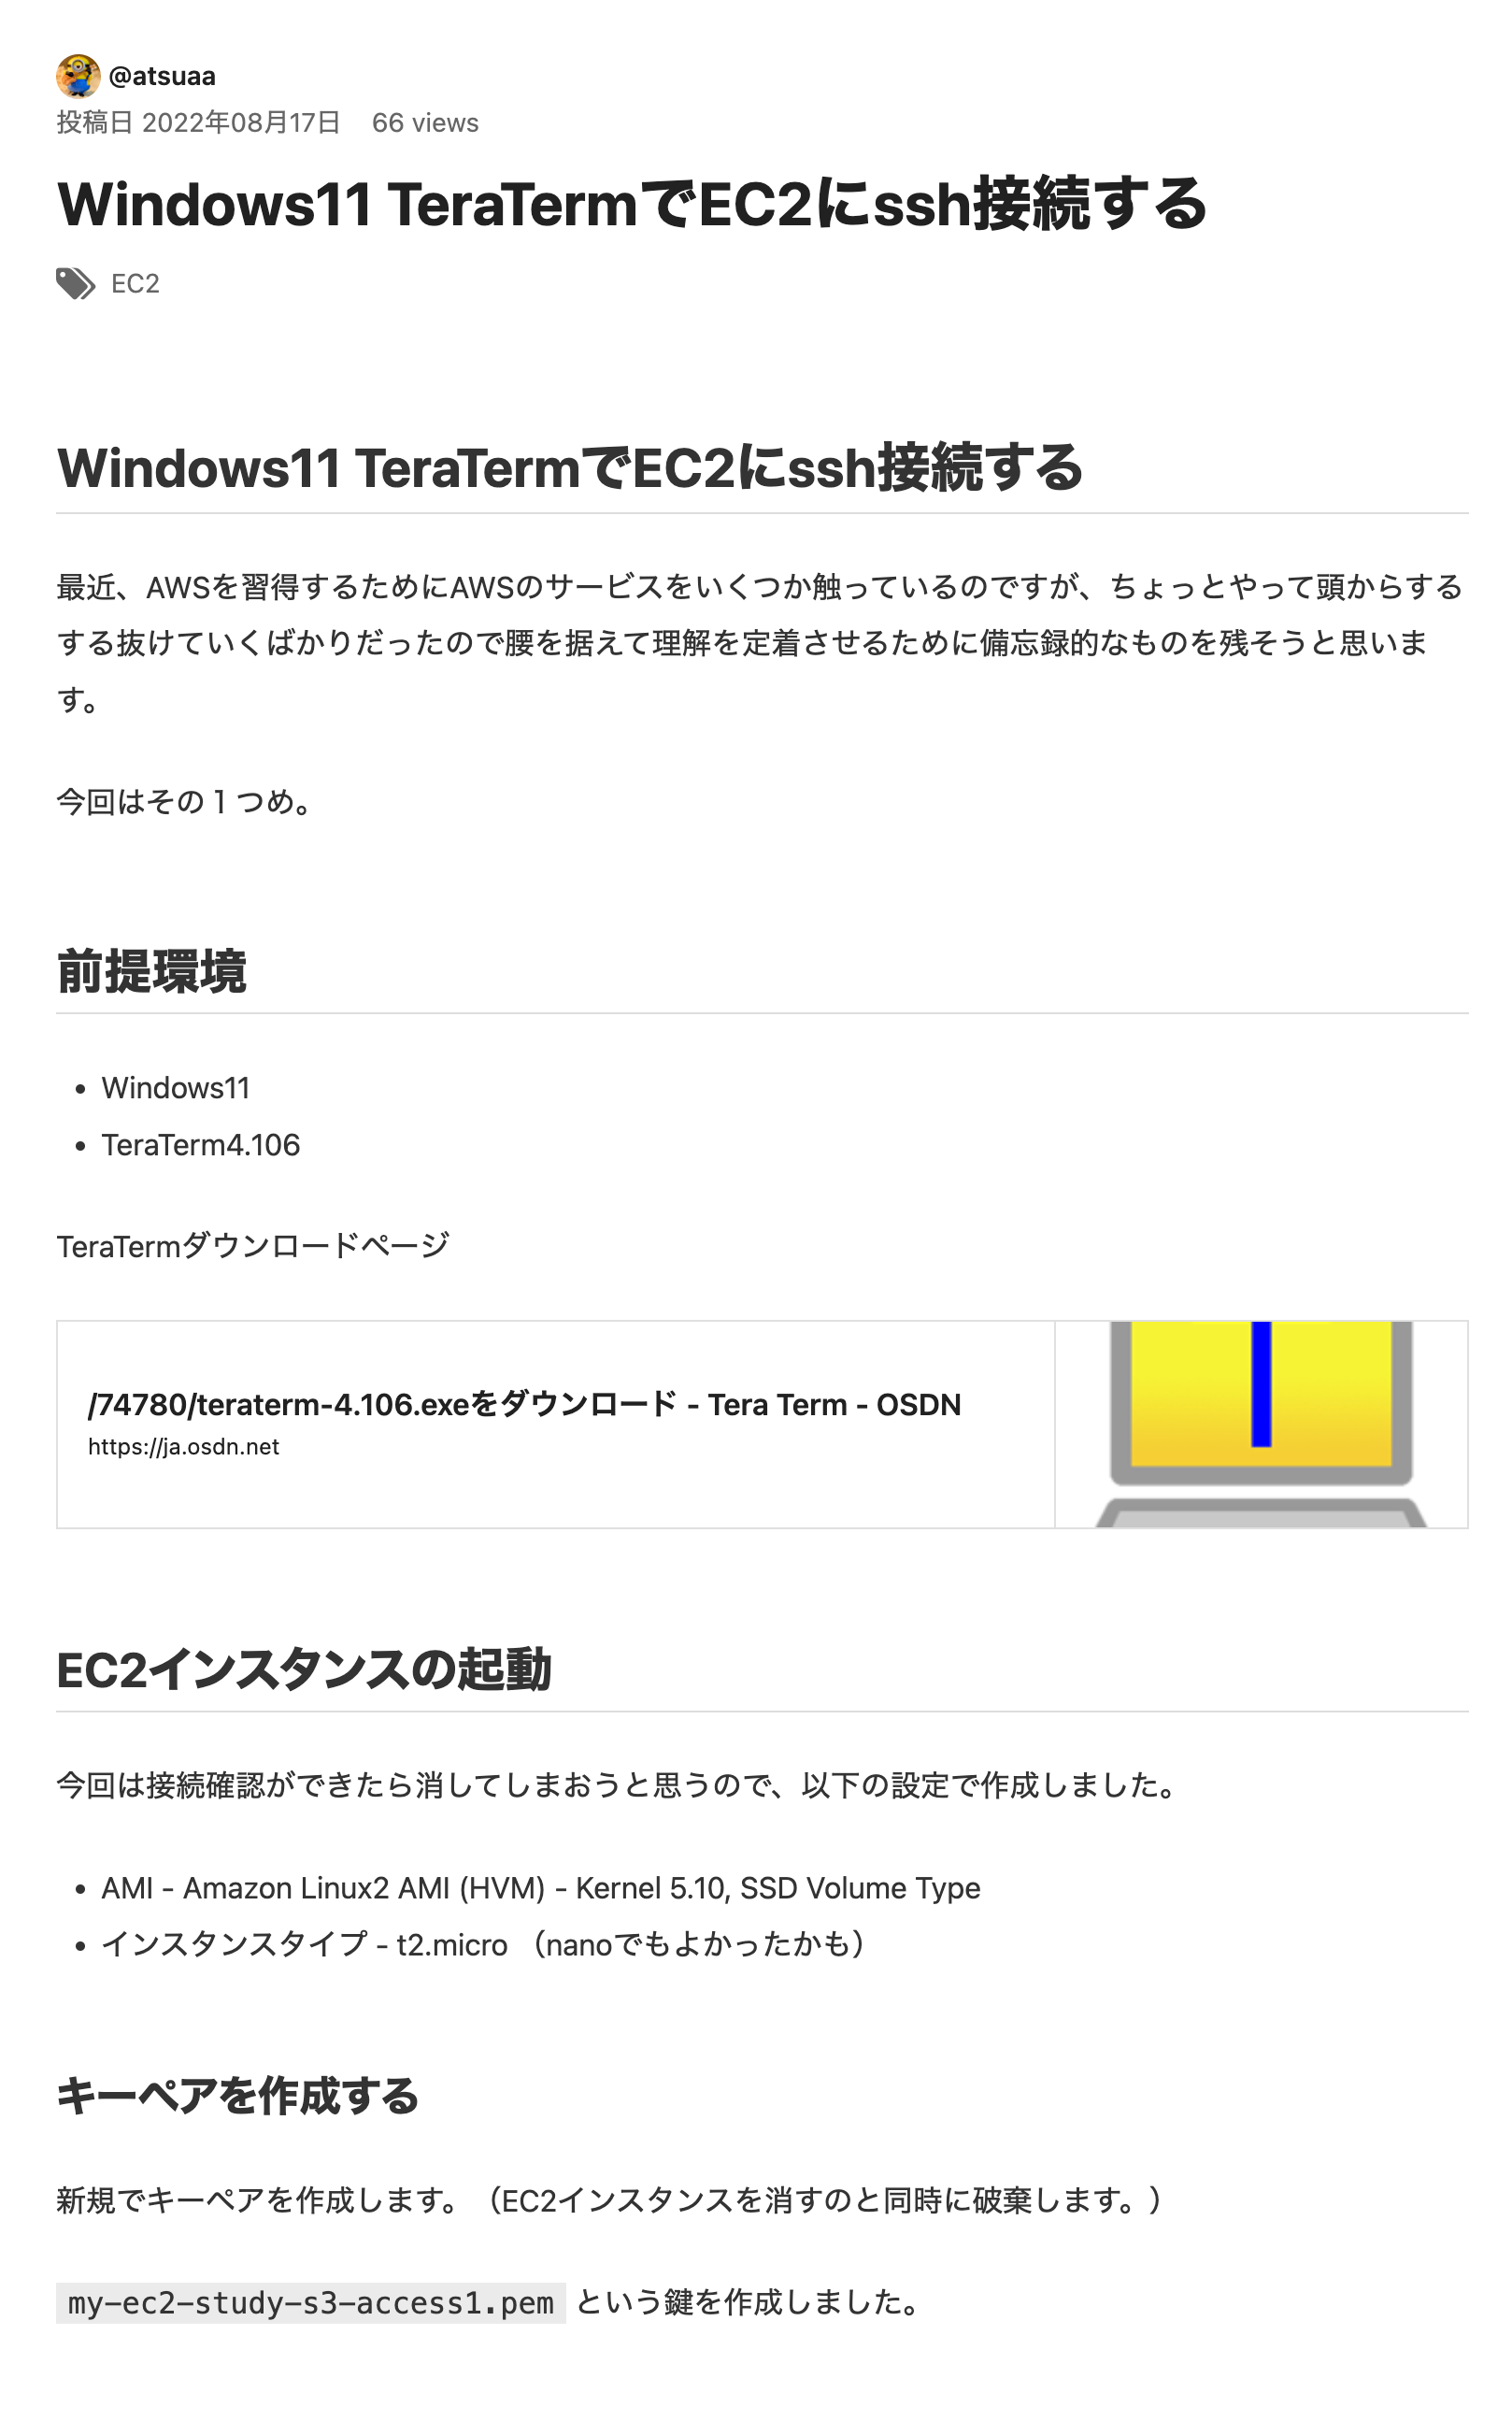 @atsuaa
投稿日 2022年08月17日 66 views
Windows11 TeraTermでEC2にssh接続する
EC2
Windows11 TeraTermでEC2にssh接続する
最近、AWSを習得するためにAWSのサービスをいくつか触っているのですが、ちょっとやって頭からする
する抜けていくばかりだったので腰を据えて理解を定着させるために備忘録的なものを残そうと思いま
す。
今回はその１つめ。
前提環境
• Windows11
• TeraTerm4.106
TeraTermダウンロードページ
/74780/teraterm-4.106.exeをダウンロード - Tera Term - OSDN
https://ja.osdn.net
EC2インスタンスの起動
今回は接続確認ができたら消してしまおうと思うので、以下の設定で作成しました。
• AMI - Amazon Linux2 AMI (HVM) - Kernel 5.10, SSD Volume Type
• インスタンスタイプ - t2.micro （nanoでもよかったかも）
キーペアを作成する
新規でキーペアを作成します。（EC2インスタンスを消すのと同時に破棄します。）
my-ec2-study-s3-access1.pem という鍵を作成しました。